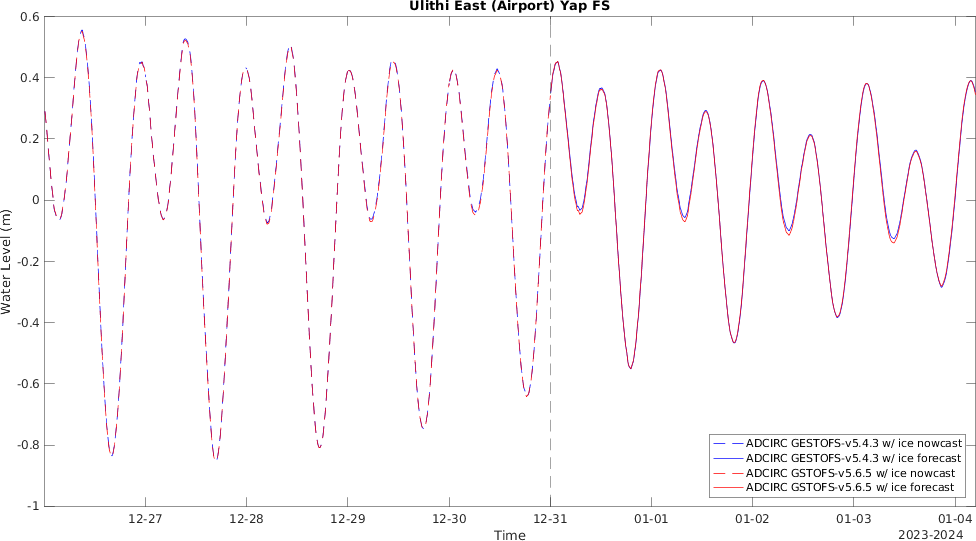 Ulithi East (Airport) Yap FS
0.6
0.4
0.2
0
-0.2
-0.4
-0.6
-0.8
-1
Water Level (m)
12-27
12-28
12-29
12-30
12-31
01-01
01-02
01-03
01-04
Time
2023-2024
ADCIRC GESTOFS-v5.4.3 w/ ice nowcast
ADCIRC GESTOFS-v5.4.3 w/ ice forecast
ADCIRC GSTOFS-v5.6.5 w/ ice nowcast
ADCIRC GSTOFS-v5.6.5 w/ ice forecast